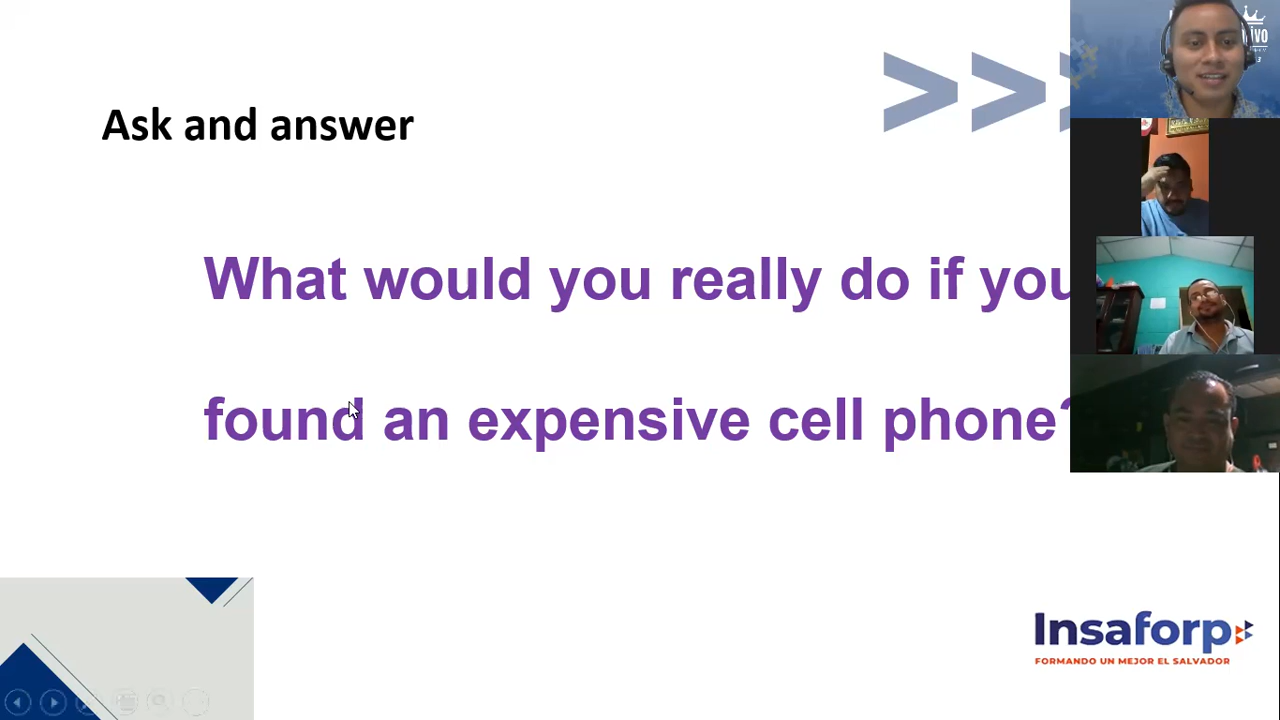 Ask and answer
>>>
What would you really do if you
found an expensive cell phone?
Insaforp
FORMANDO UN MEJOR EL SALVADOR